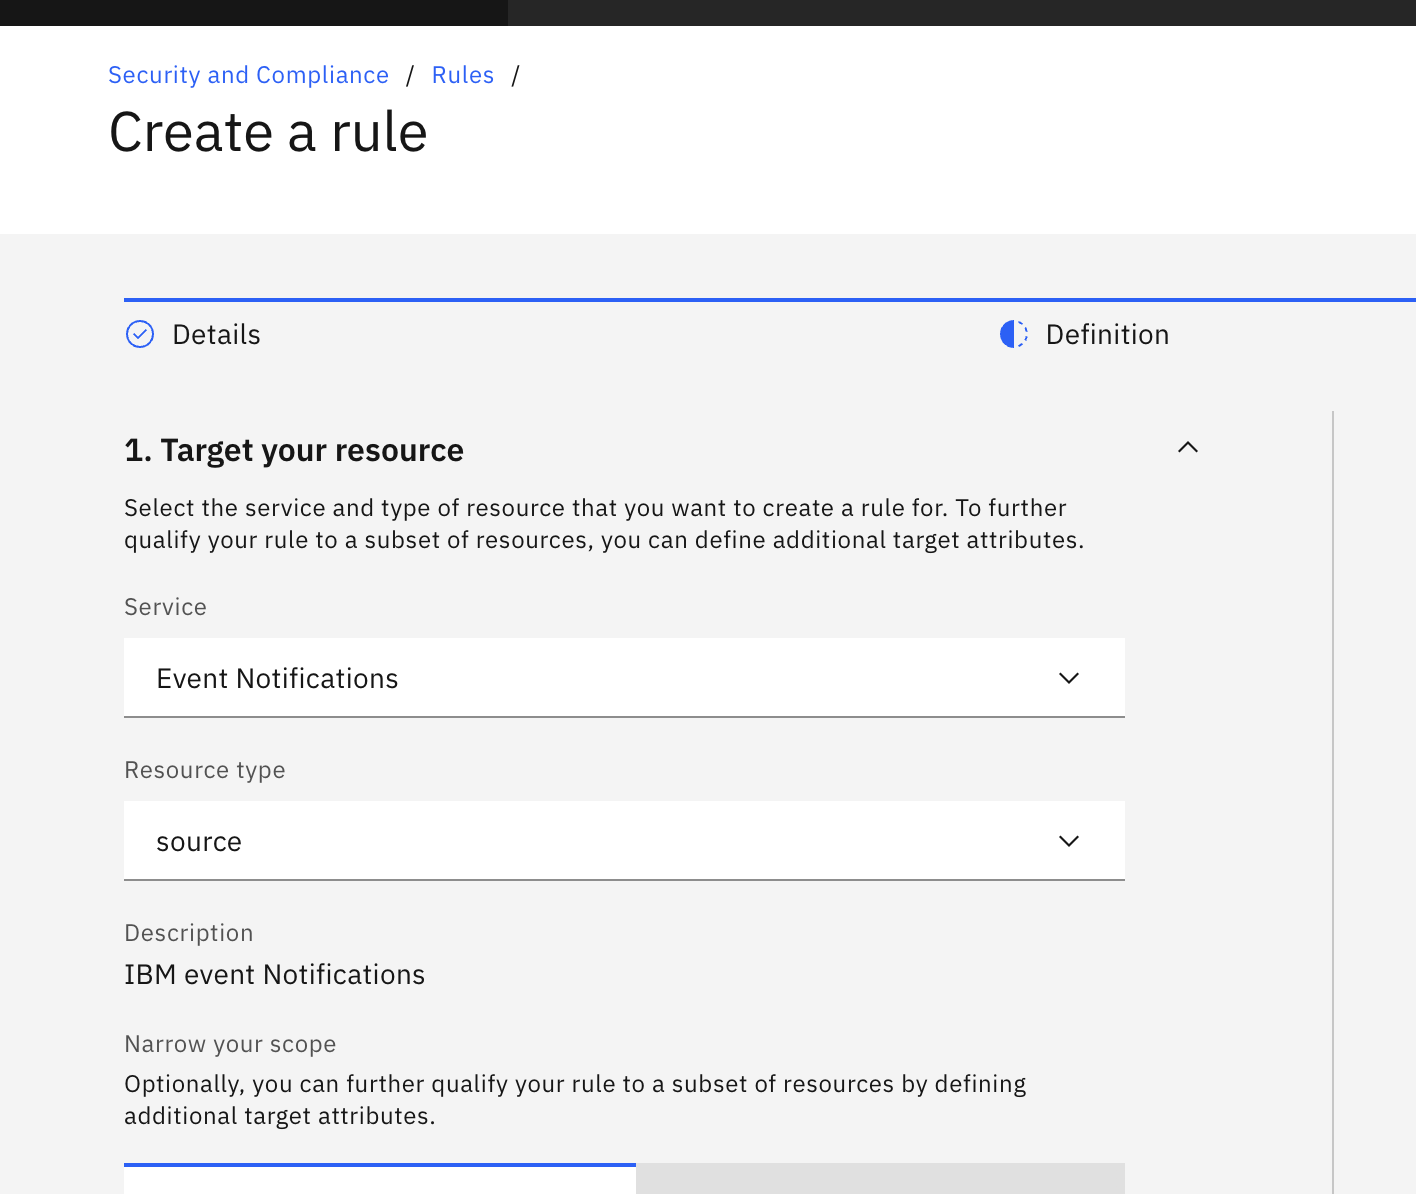 Security and Compliance / Rules /
Create a rule
Details
Definition
1. Target your resource
Select the service and type of resource that you want to create a rule for. To further
qualify your rule to a subset of resources, you can define additional target attributes.
Service
Event Notifications
Resource type
source
Description
IBM event Notifications
Narrow your scope
Optionally, you can further qualify your rule to a subset of resources by defining
additional target attributes.